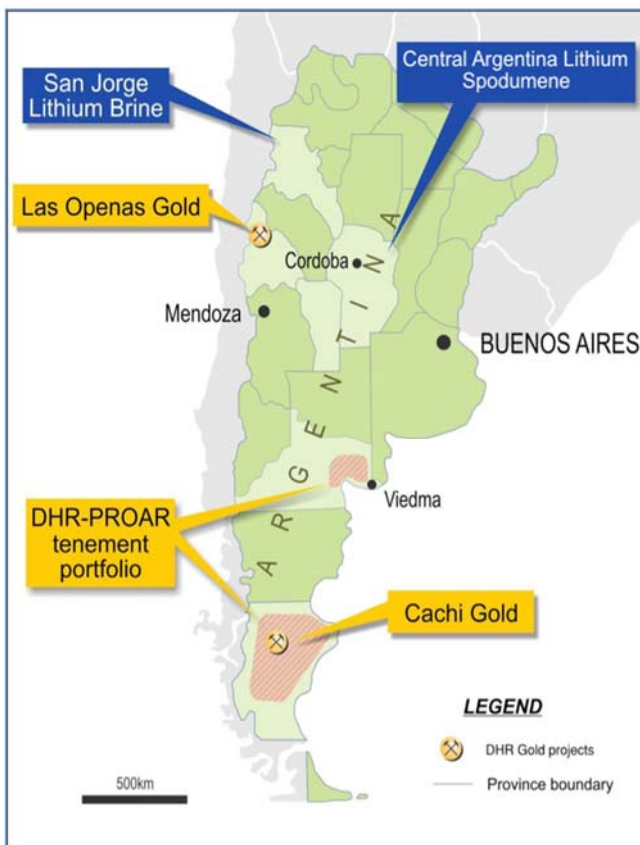 San Jorge
Lithium Brine
Central Argentina Lithium
Spodumene
Las Openas Gold
Cordoba
Mendoza
BUENOS AIRES
ARGENTINA
Viedma
DHR-PROAR
tenement
portfolio
Cachi Gold
LEGEND
DHR Gold projects
Province boundary
500km